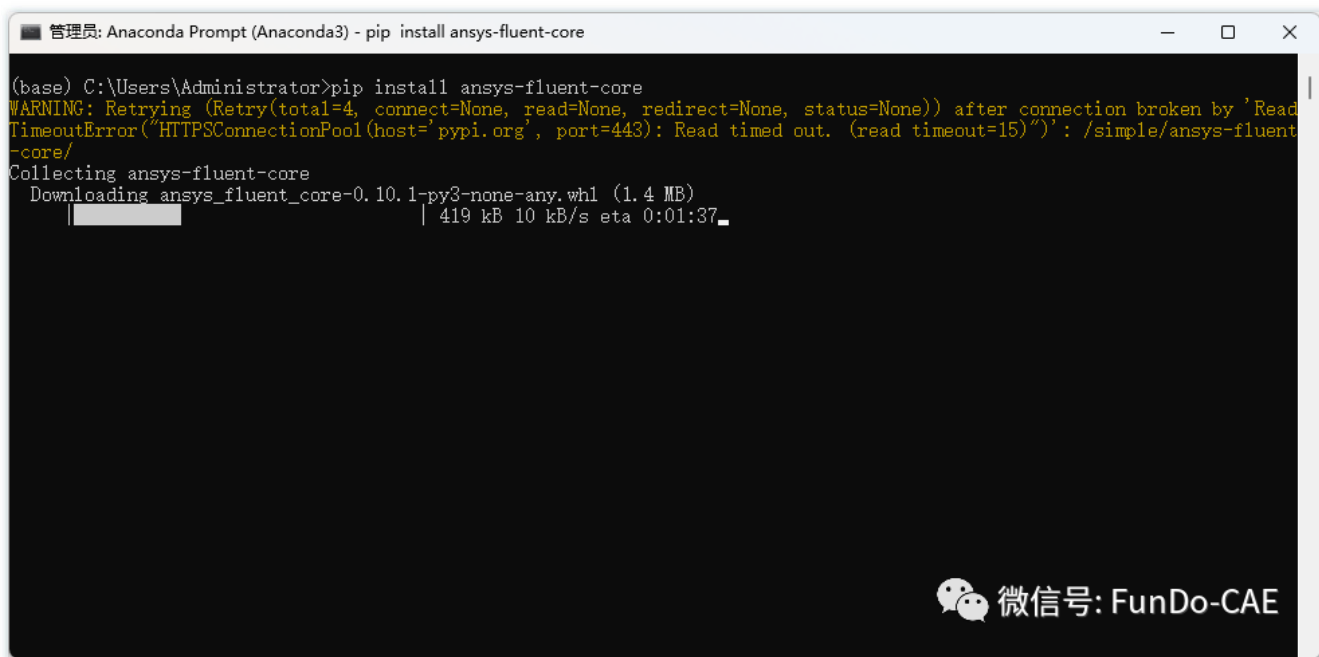 管理员: Anaconda Prompt (Anaconda3) - pip  install ansys-fluent-core
(base) C:\Users\Administrator>pip install ansys-fluent-core
WARNING: Retrying (Retry(total=4, connect=None, read=None, redirect=None, status=None)) after connection broken by 'Read
TimeoutError("HTTPSConnectionPool(host='pypi.org', port=443): Read timed out. (read timeout=15)")': /simple/ansys-fluent
-core/
Collecting ansys-fluent-core
  Downloading ansys_fluent_core-0.10.1-py3-none-any.whl (1.4 MB)
| | 419 kB 10 kB/s eta 0:01:37
微信号: FunDo-CAE